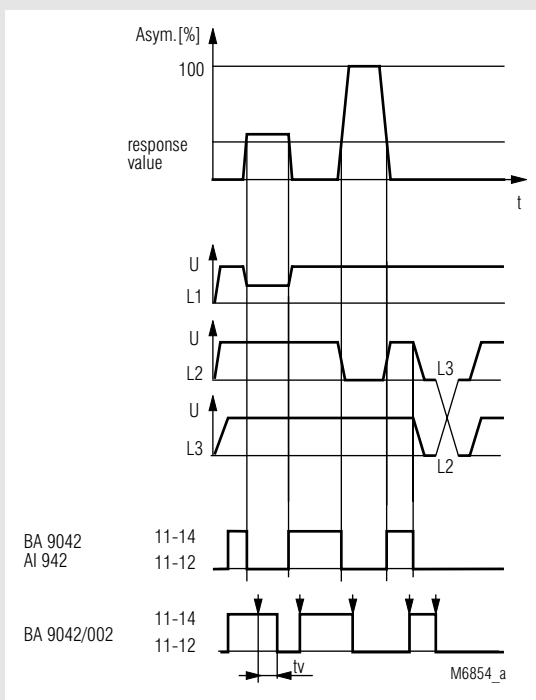 Asym.[%]
100
response
value
t
U
L1
U
L2
L3
U
L3
L2
BA 9042
AI 942
11-14
11-12
BA 9042/002
11-14
11-12
tv
M6854_a